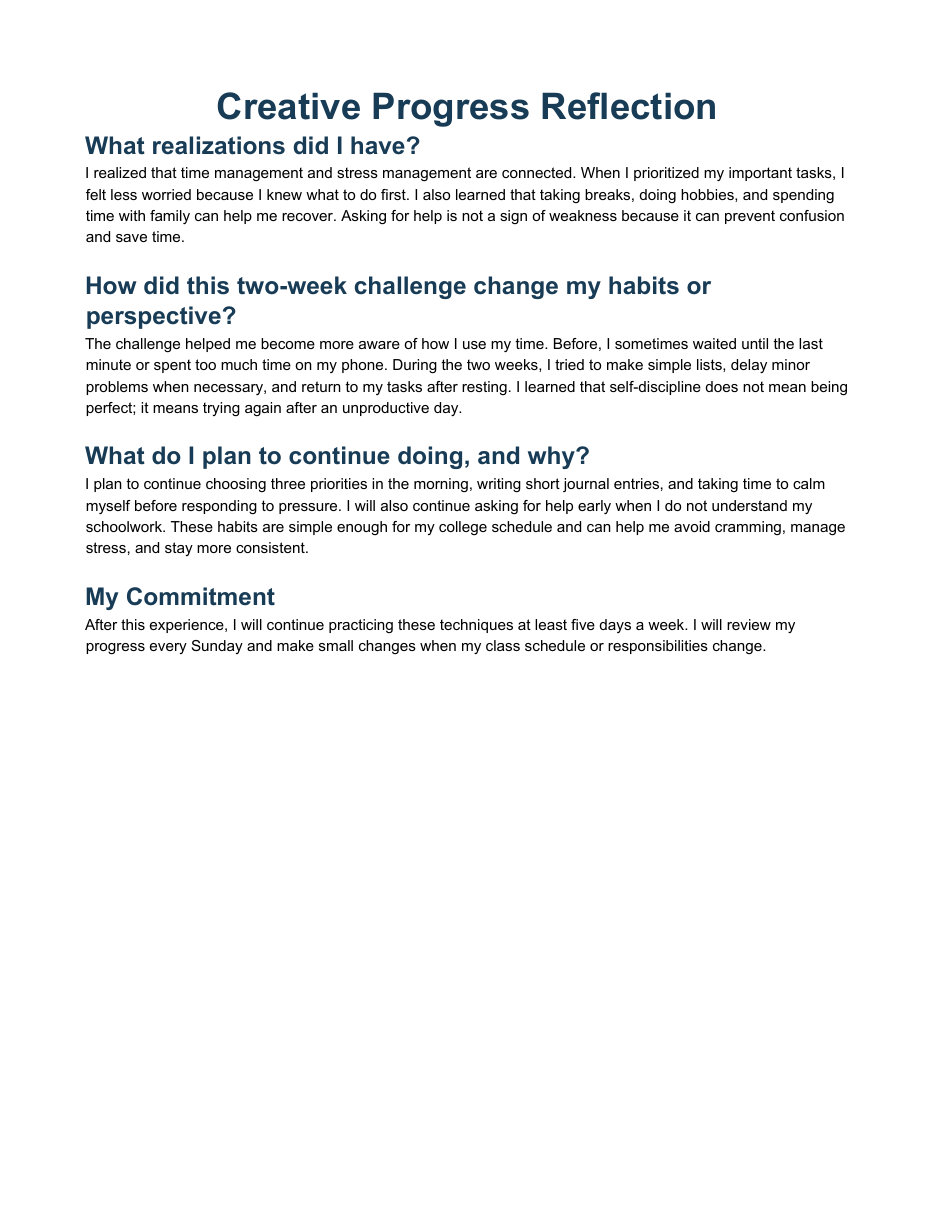 Creative Progress Reflection
What realizations did I have?
I realized that time management and stress management are connected. When I prioritized my important tasks, I
felt less worried because I knew what to do first. I also learned that taking breaks, doing hobbies, and spending
time with family can help me recover. Asking for help is not a sign of weakness because it can prevent confusion
and save time.
How did this two-week challenge change my habits or
perspective?
The challenge helped me become more aware of how I use my time. Before, I sometimes waited until the last
minute or spent too much time on my phone. During the two weeks, I tried to make simple lists, delay minor
problems when necessary, and return to my tasks after resting. I learned that self-discipline does not mean being
perfect; it means trying again after an unproductive day.
What do I plan to continue doing, and why?
I plan to continue choosing three priorities in the morning, writing short journal entries, and taking time to calm
myself before responding to pressure. I will also continue asking for help early when I do not understand my
schoolwork. These habits are simple enough for my college schedule and can help me avoid cramming, manage
stress, and stay more consistent.
My Commitment
After this experience, I will continue practicing these techniques at least five days a week. I will review my
progress every Sunday and make small changes when my class schedule or responsibilities change.